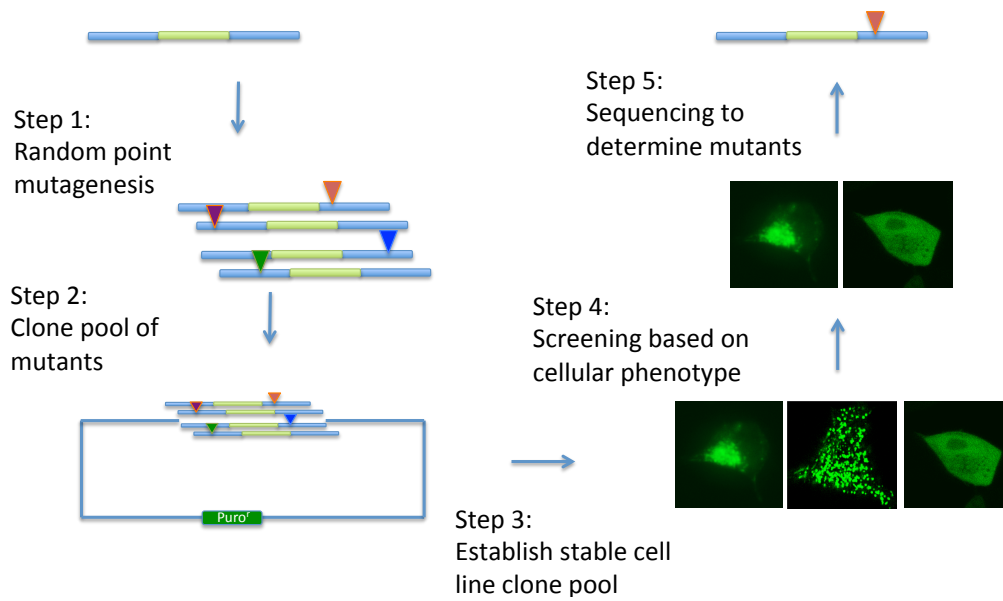 Step 1:
Random point
mutagenesis
Step 2:
Clone pool of
mutants
Puroʳ
Step 3:
Establish stable cell
line clone pool
Step 4:
Screening based on
cellular phenotype
Step 5:
Sequencing to
determine mutants